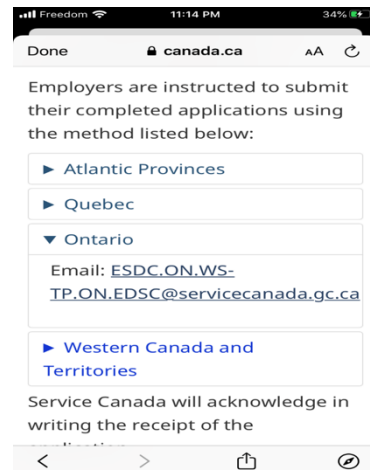 Freedom 11:14 PM 34%
Done canada.ca AA
Employers are instructed to submit
their completed applications using
the method listed below:
► Atlantic Provinces
► Quebec
▼ Ontario
Email: ESDC.ON.WS-
TP.ON.EDSC@servicecanada.gc.ca
► Western Canada and
Territories
Service Canada will acknowledge in
writing the receipt of the